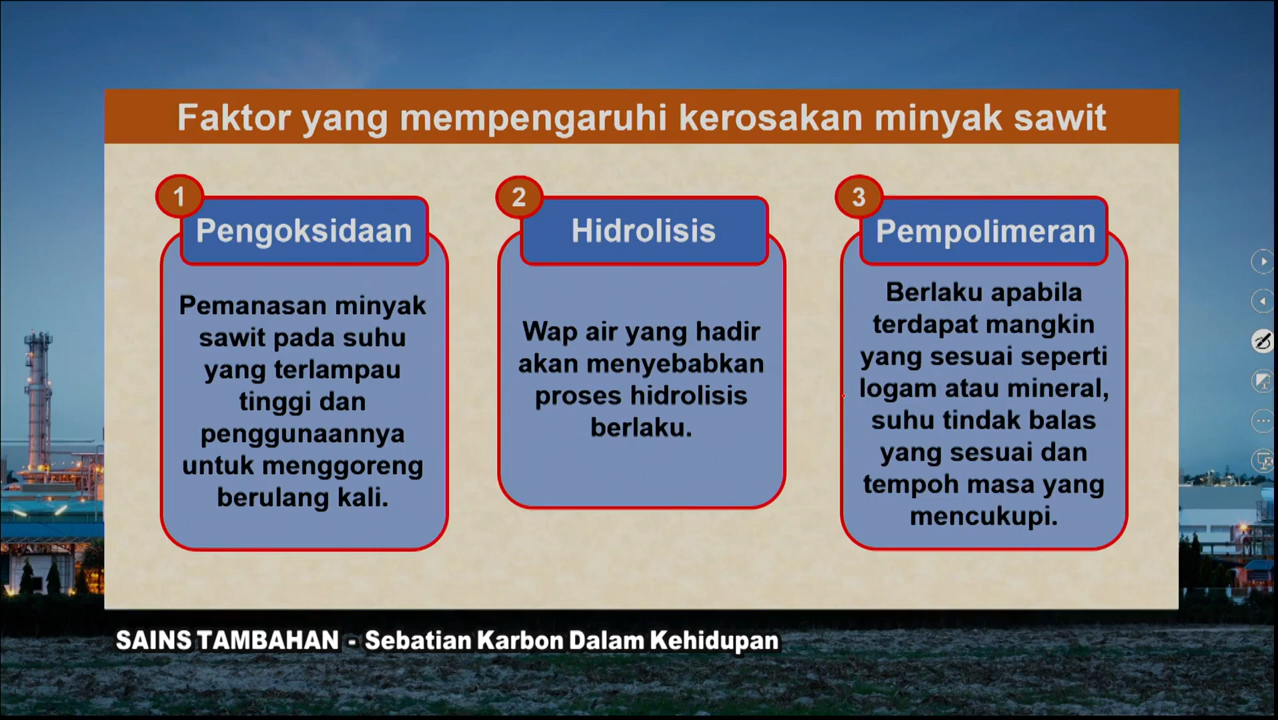 Faktor yang mempengaruhi kerosakan minyak sawit
1
Pengoksidaan
Pemanasan minyak
sawit pada suhu
yang terlampau
tinggi dan
penggunaannya
untuk menggoreng
berulang kali.
2
Hidrolisis
Wap air yang hadir
akan menyebabkan
proses hidrolisis
berlaku.
3
Pempolimeran
Berlaku apabila
terdapat mangkin
yang sesuai seperti
logam atau mineral,
suhu tindak balas
yang sesuai dan
tempoh masa yang
mencukupi.
SAINS TAMBAHAN - Sebatian Karbon Dalam Kehidupan